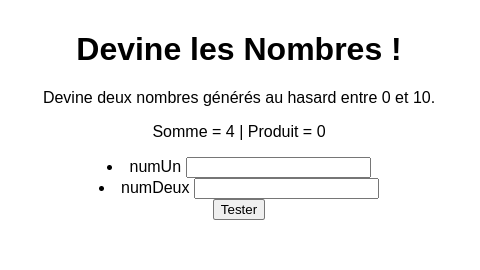 Devine les Nombres !
Devine deux nombres générés au hasard entre 0 et 10.
Somme = 4 | Produit = 0
• numUn
• numDeux
Tester